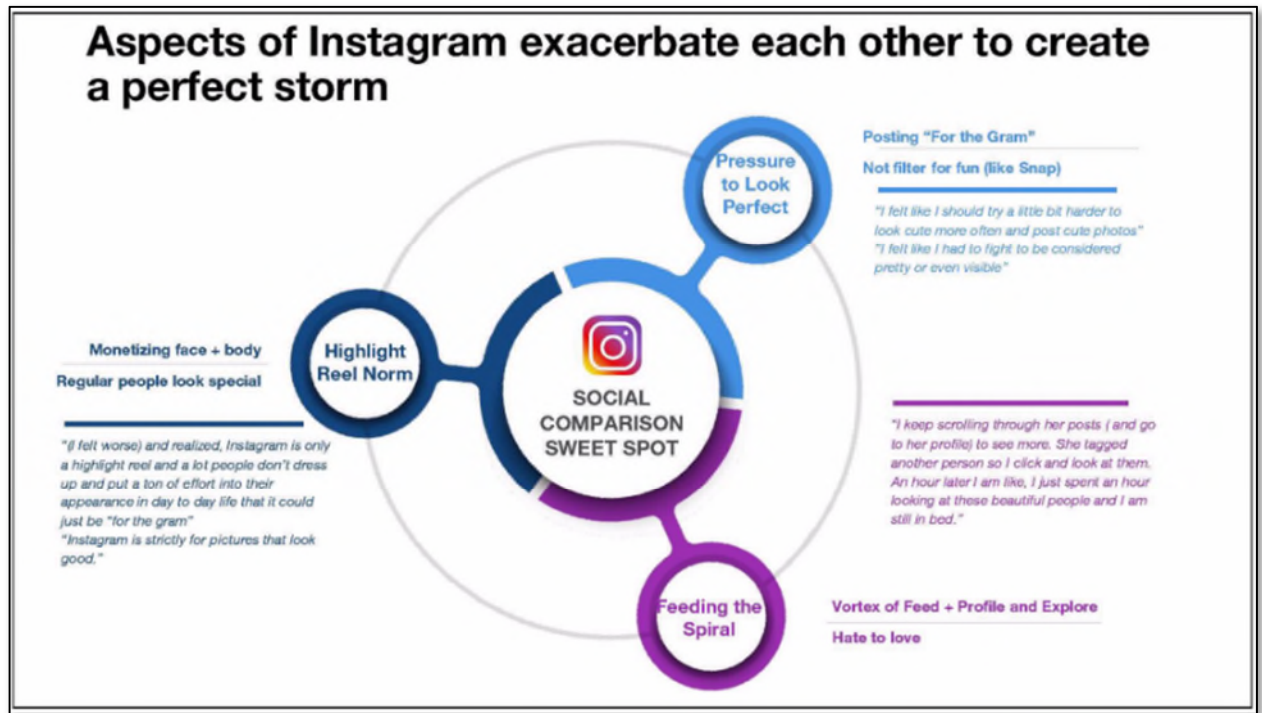 Aspects of Instagram exacerbate each other to create
a perfect storm
Pressure
to Look
Perfect
Posting “For the Gram”
Not filter for fun (like Snap)
“I felt like I should try a little bit harder to
look cute more often and post cute photos”
“I felt like I had to fight to be considered
pretty or even visible”
Highlight
Reel Norm
Monetizing face + body
Regular people look special
“(I felt worse) and realized, Instagram is only
a highlight reel and a lot people don’t dress
up and put a ton of effort into their
appearance in day to day life that it could
just be “for the gram”
“Instagram is strictly for pictures that look
good.”
SOCIAL
COMPARISON
SWEET SPOT
“I keep scrolling through her posts ( and go
to her profile) to see more. She tagged
another person so I click and look at them.
An hour later I am like, I just spent an hour
looking at these beautiful people and I am
still in bed.”
Feeding the
Spiral
Vortex of Feed + Profile and Explore
Hate to love